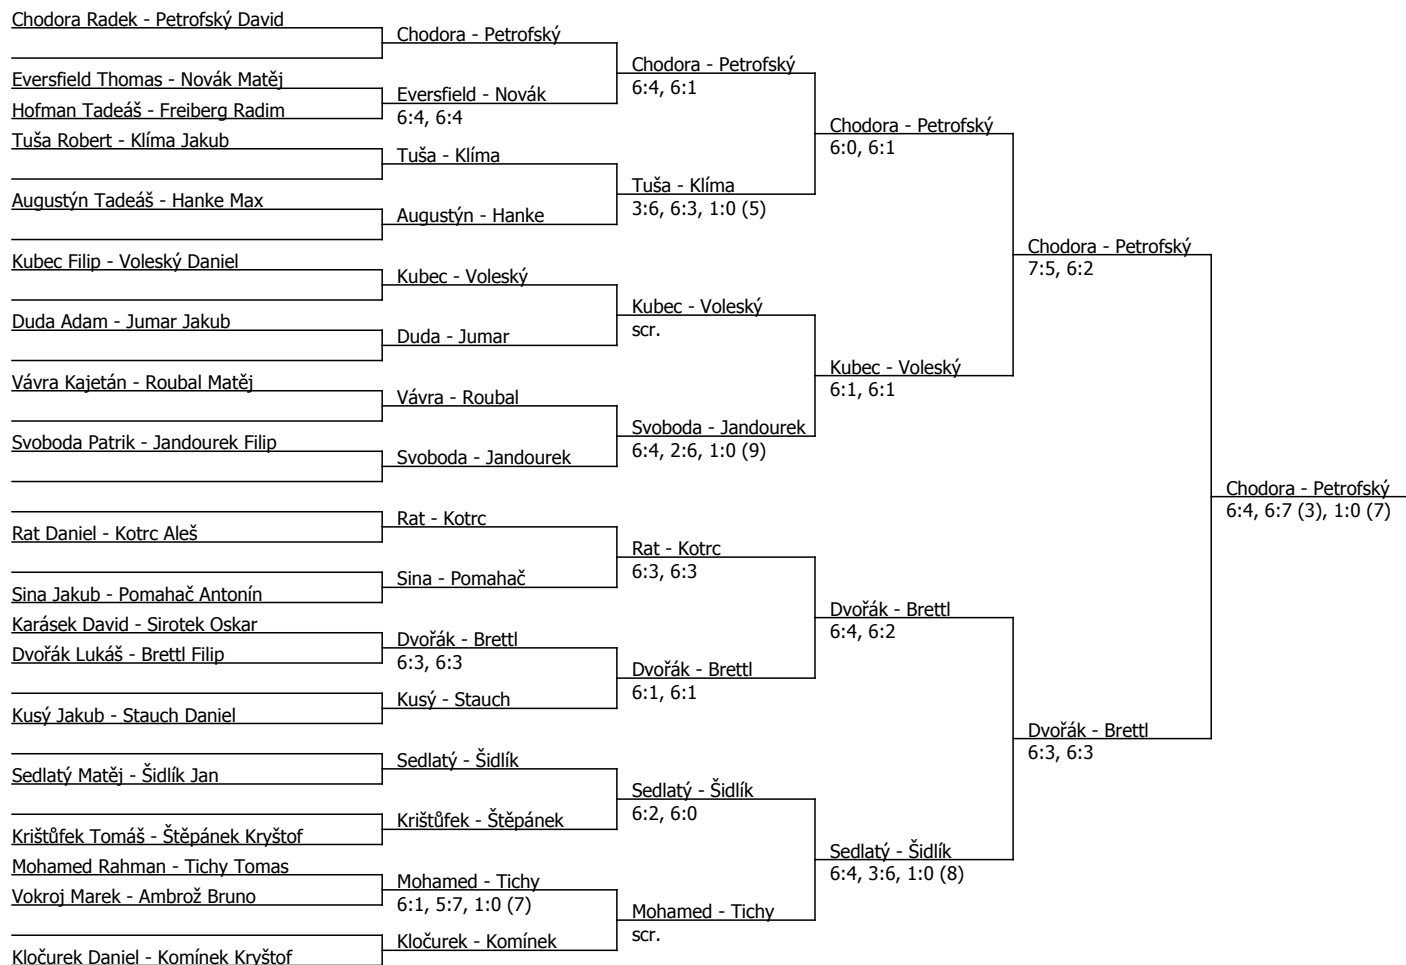 Chodora Radek - Petrofský David
Eversfield Thomas - Novák Matěj
Hofman Tadeáš - Freiberg Radim
Tuša Robert - Klíma Jakub
Augustýn Tadeáš - Hanke Max
Kubec Filip - Voleský Daniel
Duda Adam - Jumar Jakub
Vávra Kajetán - Roubal Matěj
Svoboda Patrik - Jandourek Filip
Rat Daniel - Kotrc Aleš
Sina Jakub - Pomahač Antonín
Karásek David - Sirotek Oskar
Dvořák Lukáš - Brettl Filip
Kusý Jakub - Stauch Daniel
Sedlatý Matěj - Šidlík Jan
Krištůfek Tomáš - Štěpánek Kryštof
Mohamed Rahman - Tichy Tomas
Vokroj Marek - Ambrož Bruno
Kločurek Daniel - Komínek Kryštof
Chodora - Petrofský
Eversfield - Novák
6:4, 6:4
Tuša - Klíma
Augustýn - Hanke
Kubec - Voleský
Duda - Jumar
Vávra - Roubal
Svoboda - Jandourek
Rat - Kotrc
Sina - Pomahač
Dvořák - Brettl
6:3, 6:3
Kusý - Stauch
Sedlatý - Šidlík
Krištůfek - Štěpánek
Mohamed - Tichy
6:1, 5:7, 1:0 (7)
Kločurek - Komínek
Chodora - Petrofský
6:4, 6:1
Tuša - Klíma
3:6, 6:3, 1:0 (5)
Kubec - Voleský
scr.
Svoboda - Jandourek
6:4, 2:6, 1:0 (9)
Rat - Kotrc
6:3, 6:3
Dvořák - Brettl
6:1, 6:1
Sedlatý - Šidlík
6:2, 6:0
Mohamed - Tichy
scr.
Chodora - Petrofský
6:0, 6:1
Kubec - Voleský
6:1, 6:1
Dvořák - Brettl
6:4, 6:2
Sedlatý - Šidlík
6:4, 3:6, 1:0 (8)
Chodora - Petrofský
7:5, 6:2
Dvořák - Brettl
6:3, 6:3
Chodora - Petrofský
6:4, 6:7 (3), 1:0 (7)